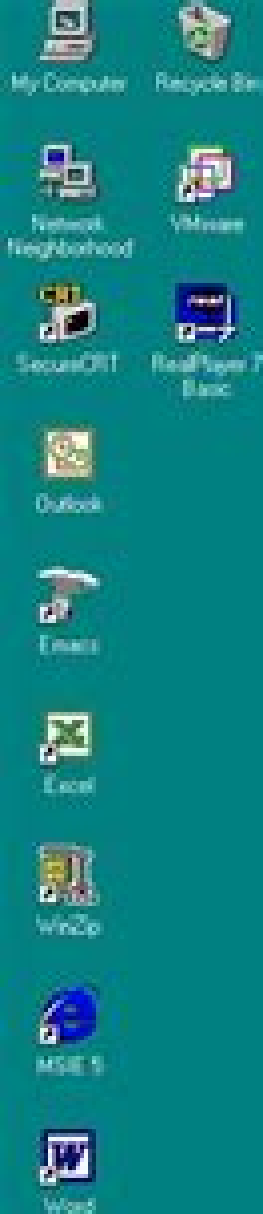 My Computer
Recycle Bin
Network
Neighborhood
VMware
SecureCRT
RealPlayer 7
Basic
Outlook
Emacs
Excel
WinZip
MSIE 5
Word